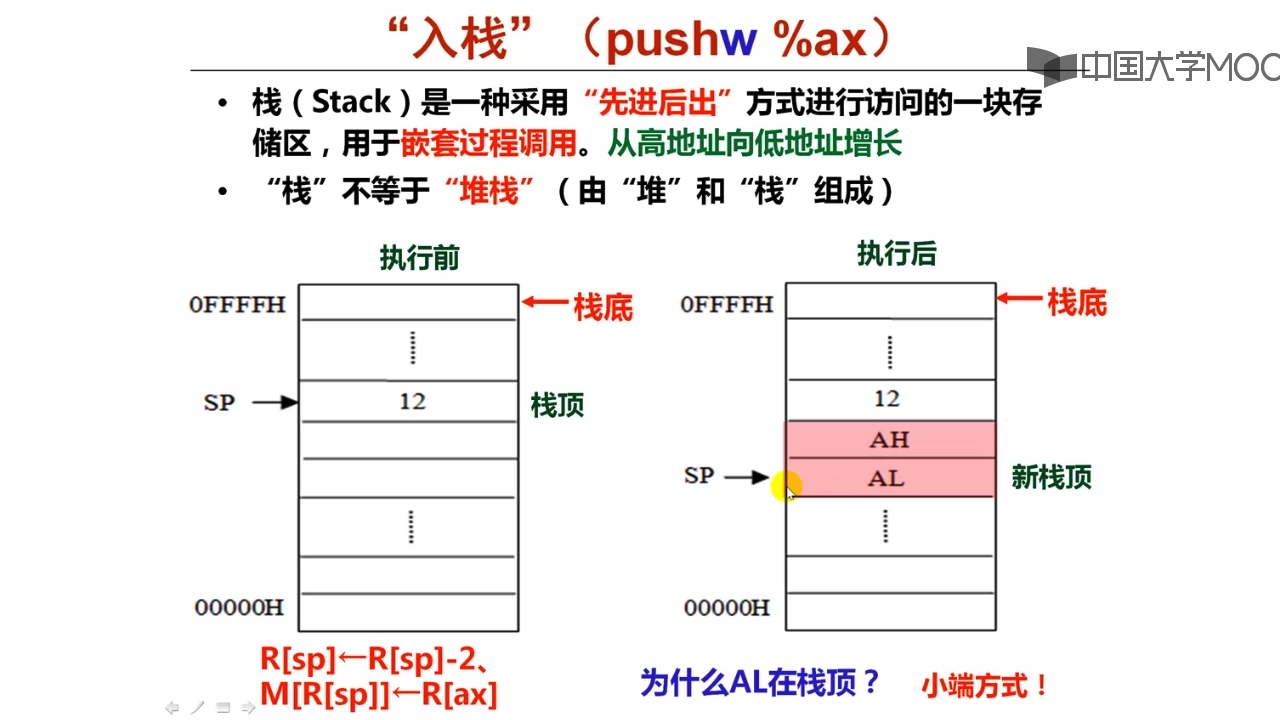 “入栈”（pushw %ax）
中国大学MOO
• 栈（Stack）是一种采用“先进后出”方式进行访问的一块存
储区，用于嵌套过程调用。从高地址向低地址增长
• “栈”不等于“堆栈”（由“堆”和“栈”组成）
执行前
执行后
0FFFFH
栈底
0FFFFH
栈底
SP
12
栈顶
12
AH
SP
AL
新栈顶
00000H
00000H
R[sp]←R[sp]-2、
M[R[sp]]←R[ax]
为什么AL在栈顶？
小端方式！